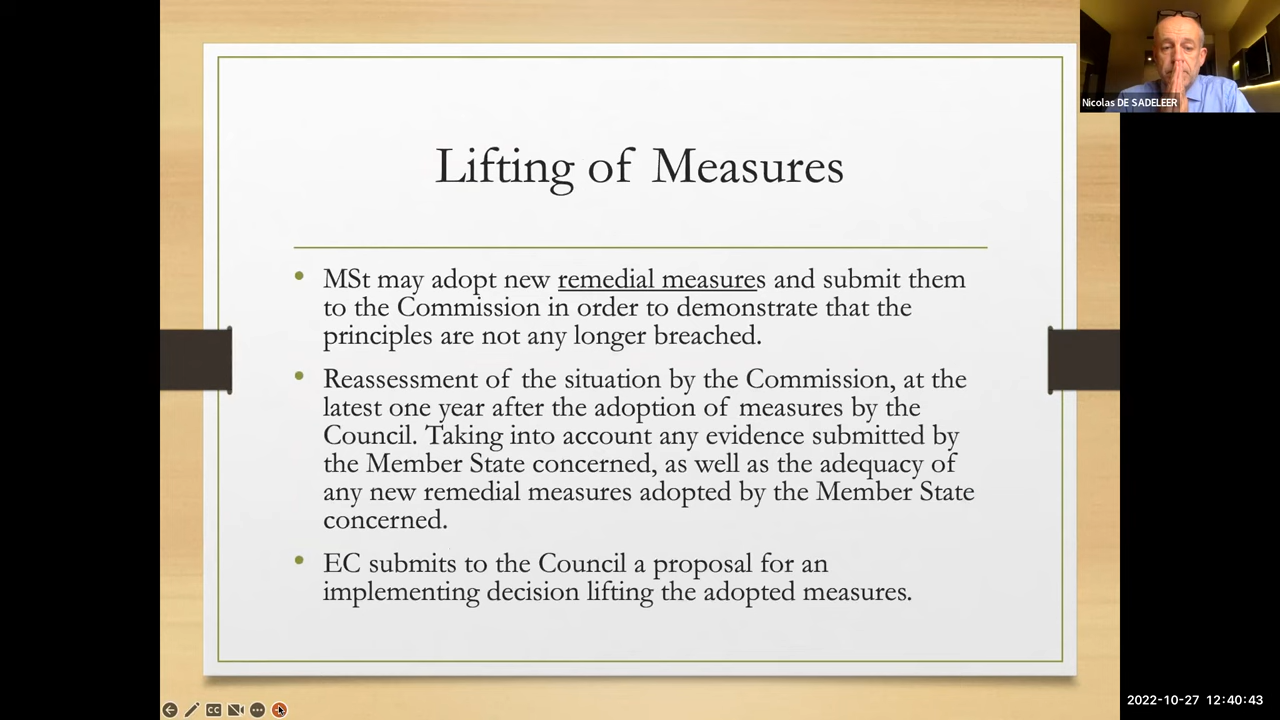 Lifting of Measures
MSt may adopt new remedial measures and submit them
to the Commission in order to demonstrate that the
principles are not any longer breached.
Reassessment of the situation by the Commission, at the
latest one year after the adoption of measures by the
Council. Taking into account any evidence submitted by
the Member State concerned, as well as the adequacy of
any new remedial measures adopted by the Member State
concerned.
EC submits to the Council a proposal for an
implementing decision lifting the adopted measures.
Nicolas DE SADELEER
CC
2022-10-27 12:40:43